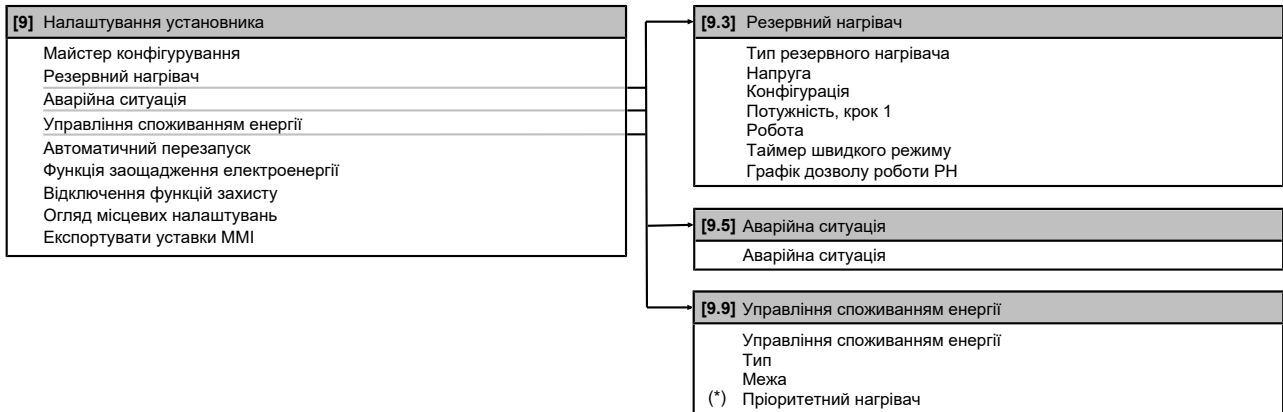 [9] Налаштування установника
Майстер конфігурування
Резервний нагрівач
Аварійна ситуація
Управління споживанням енергії
Автоматичний перезапуск
Функція заощадження електроенергії
Відключення функцій захисту
Огляд місцевих налаштувань
Експортувати уставки MMI
[9.3] Резервний нагрівач
Тип резервного нагрівача
Напруга
Конфігурація
Потужність, крок 1
Робота
Таймер швидкого режиму
Графік дозволу роботи РН
[9.5] Аварійна ситуація
Аварійна ситуація
[9.9] Управління споживанням енергії
Управління споживанням енергії
Тип
Межа
(*) Пріоритетний нагрівач